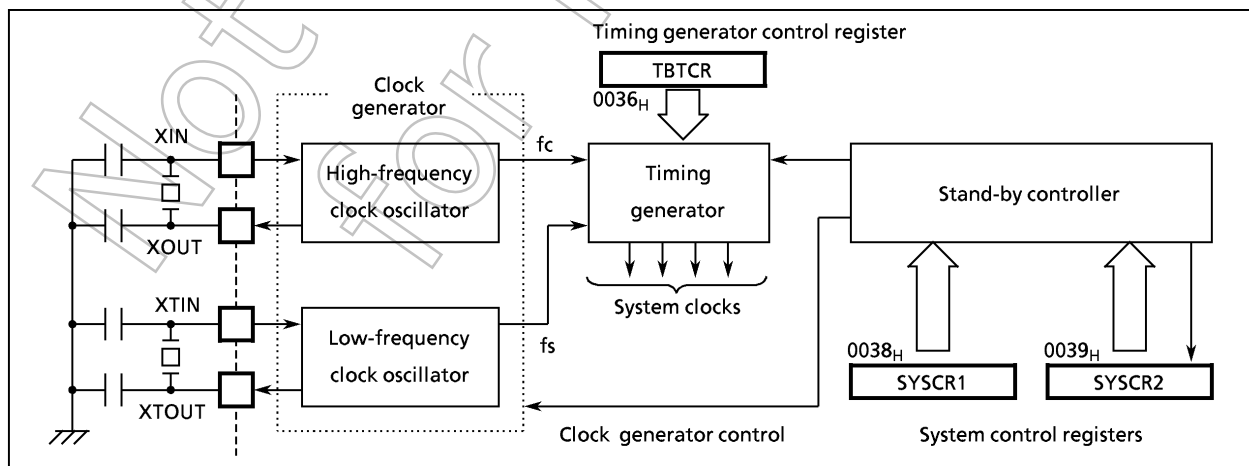 Timing generator control register
TBTCR
0036H
Clock
generator
XIN
XOUT
High-frequency
clock oscillator
fc
Timing
generator
Stand-by controller
System clocks
XTIN
XTOUT
Low-frequency
clock oscillator
fs
0038H
SYSCR1
0039H
SYSCR2
Clock generator control
System control registers
Not
for